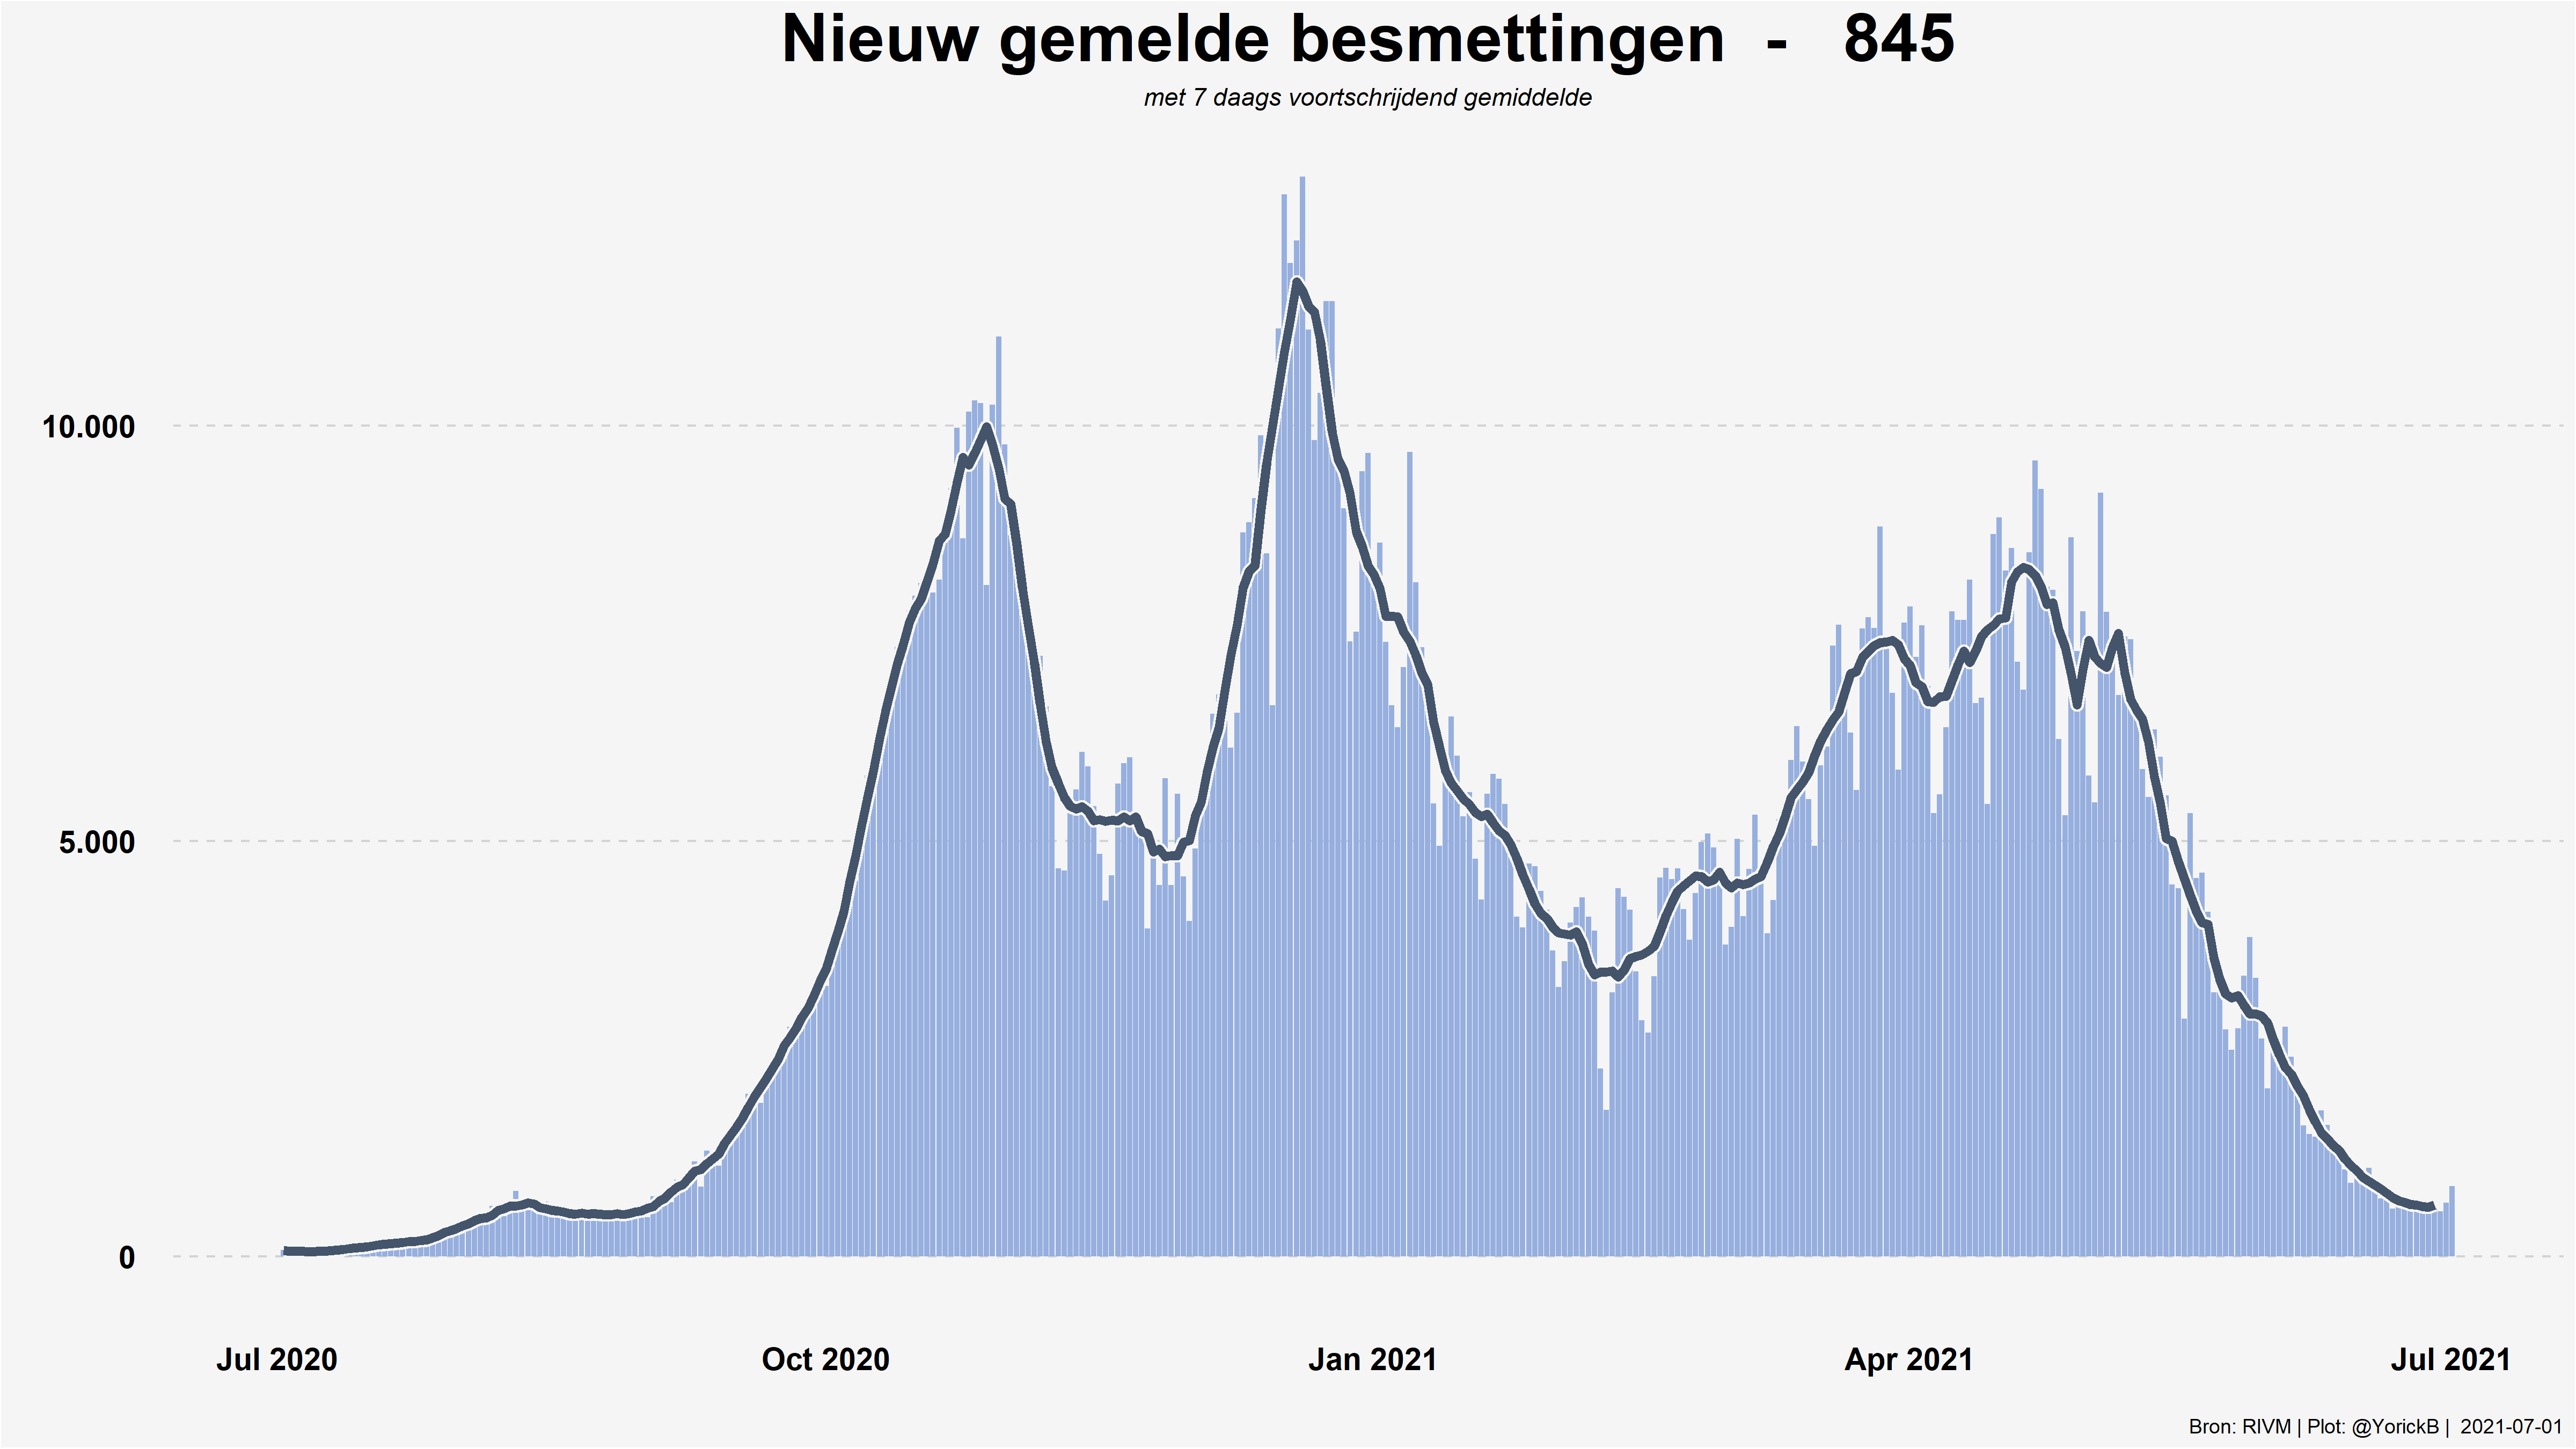 Nieuw gemelde besmettingen - 845
met 7 daags voortschrijdend gemiddelde
10.000
5.000
0
Jul 2020 Oct 2020 Jan 2021 Apr 2021 Jul 2021
Bron: RIVM | Plot: @YorickB | 2021-07-01